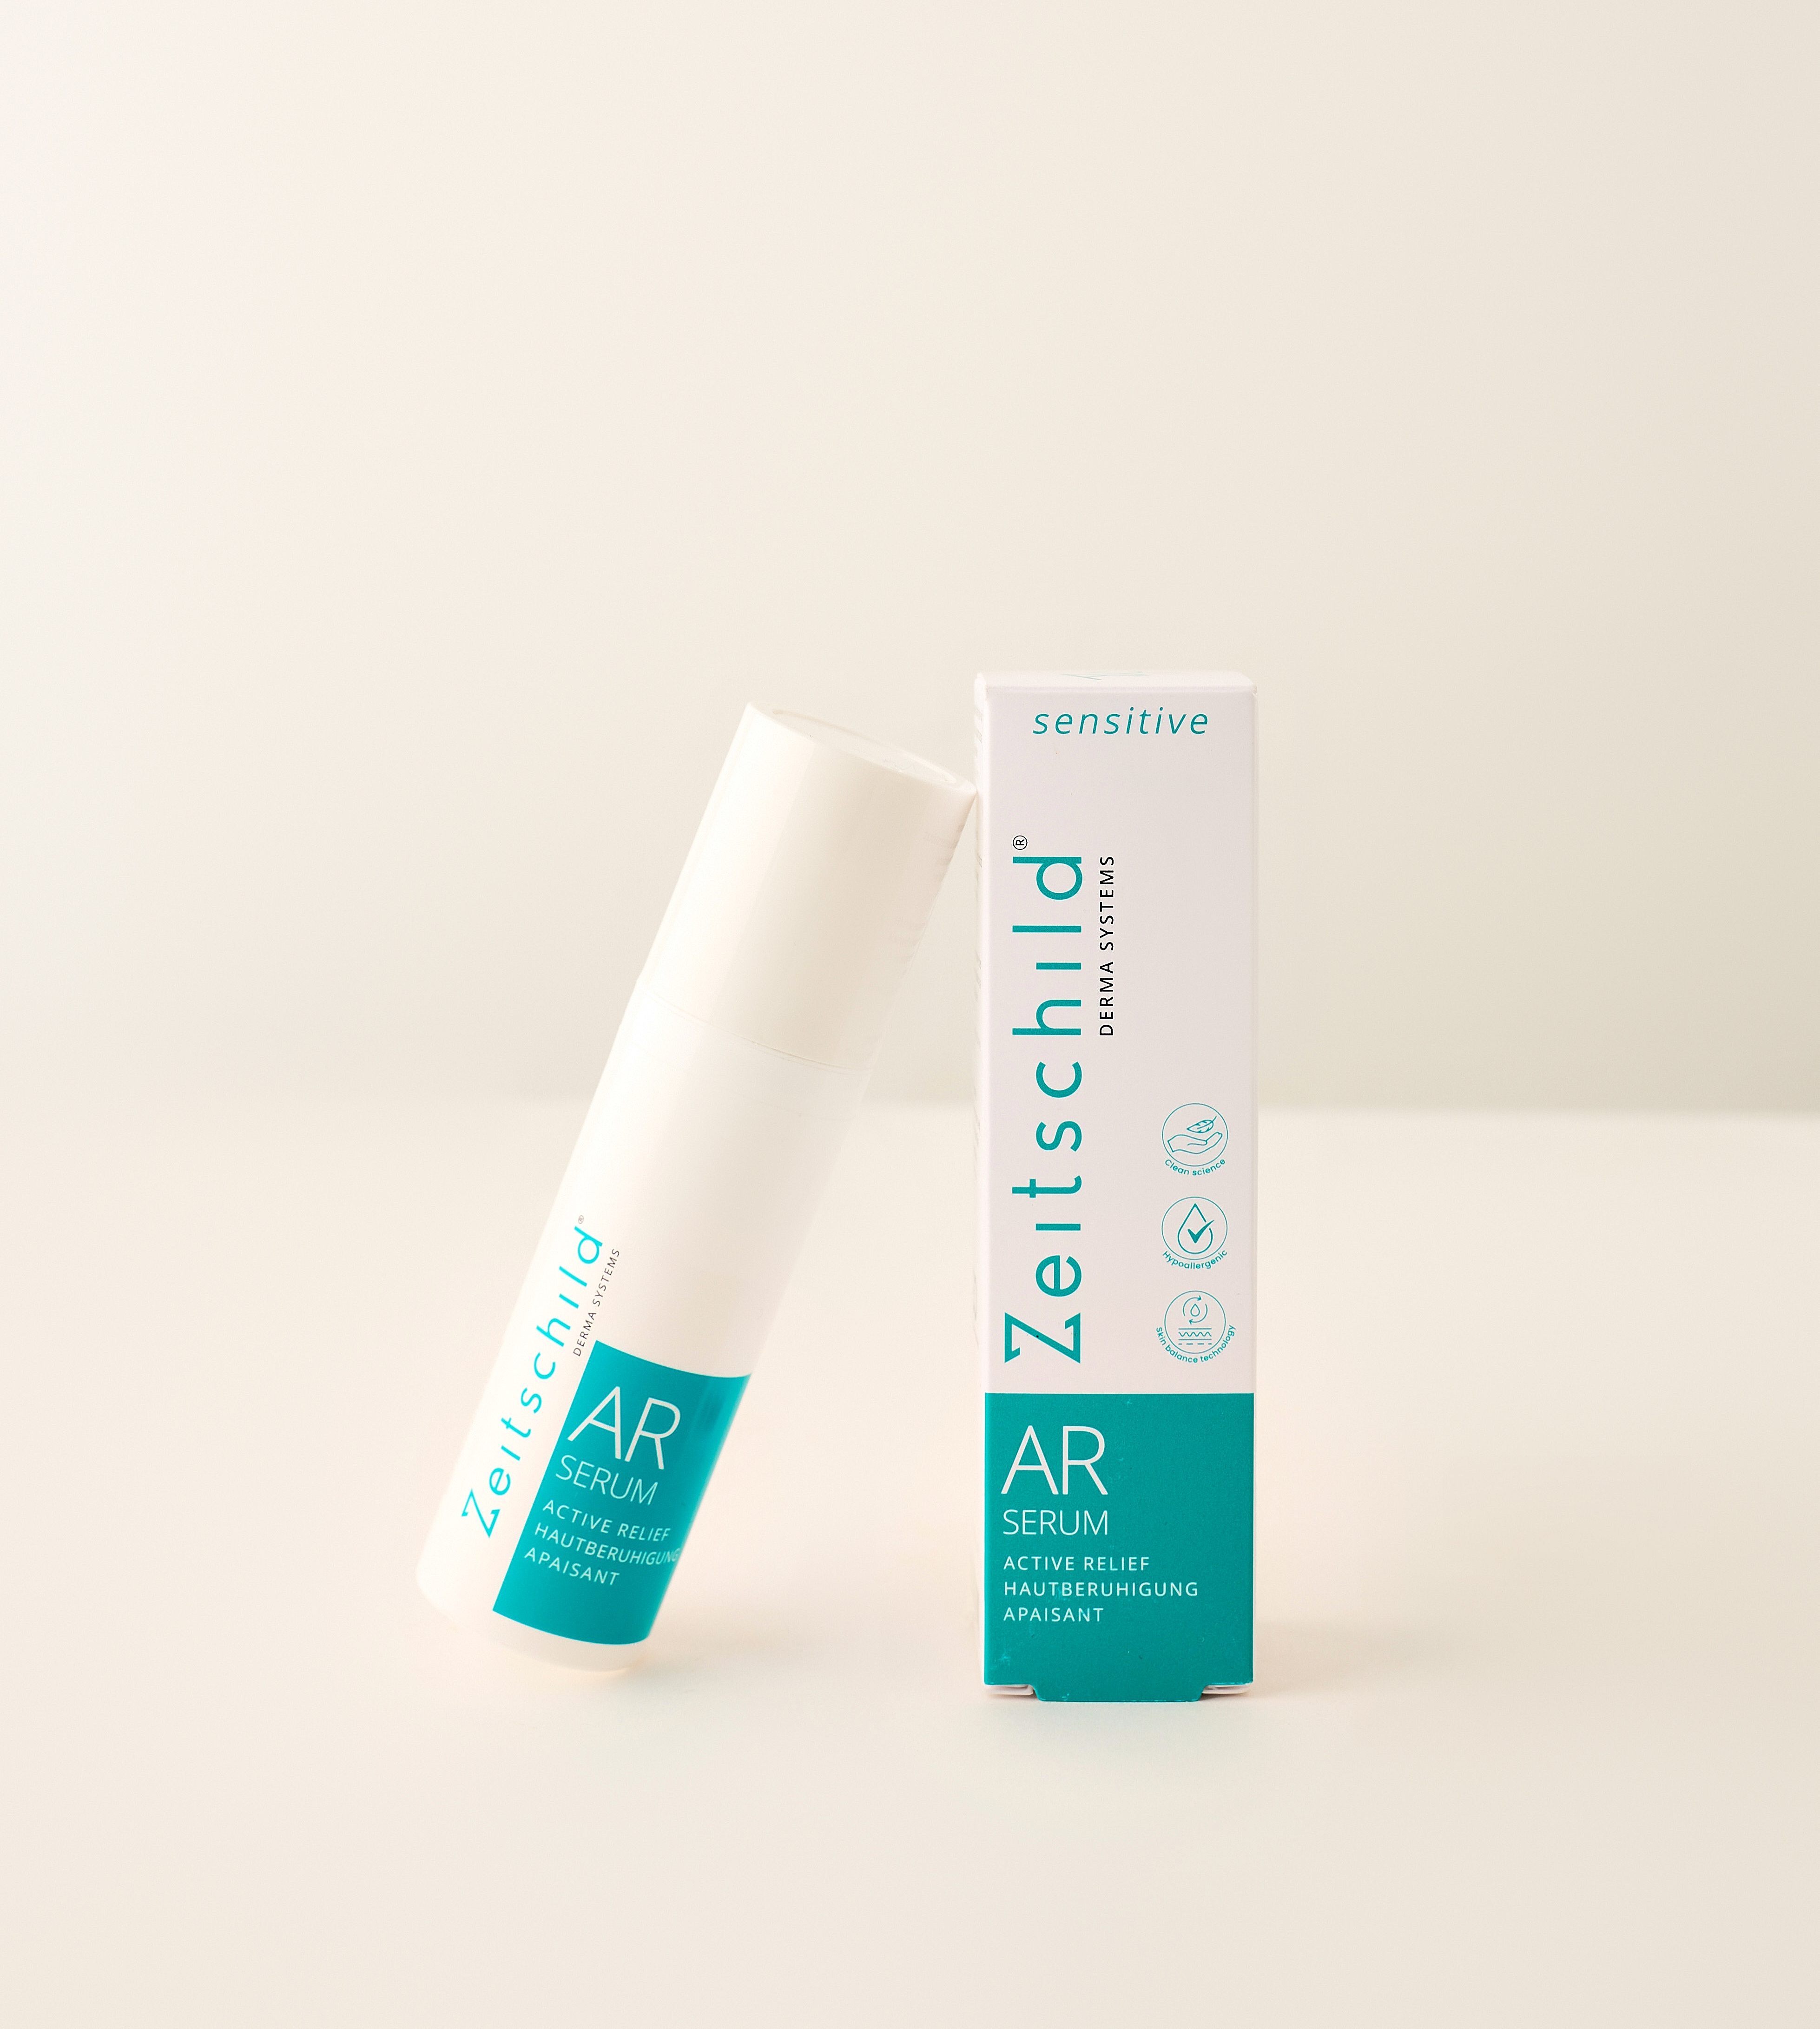 Zeitschild®
DERMA SYSTEMS
AR
SERUM
ACTIVE RELIEF
HAUTBERUHIGUNG
APAISANT
sensitive
Zeitschild®
DERMA SYSTEMS
Clean science
Hypoallergenic
Skin balance technology
AR
SERUM
ACTIVE RELIEF
HAUTBERUHIGUNG
APAISANT